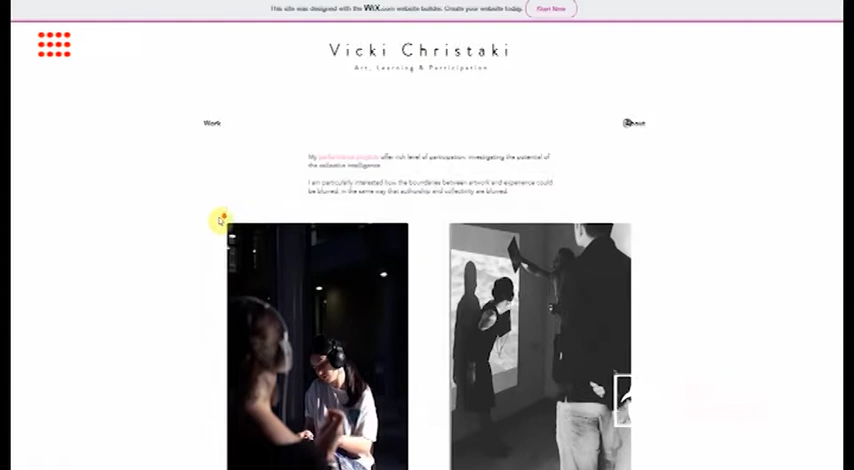 This site was designed with the WiX.com website builder. Create your website today. Start Now
Vicki Christaki
Art, Learning & Participation
Work
About
My performance projects offer rich level of participation, investigating the potential of
the collective intelligence
I am particularly interested how the boundaries between artwork and experience could
be blurred, in the same way that authorship and collectivity are blurred.